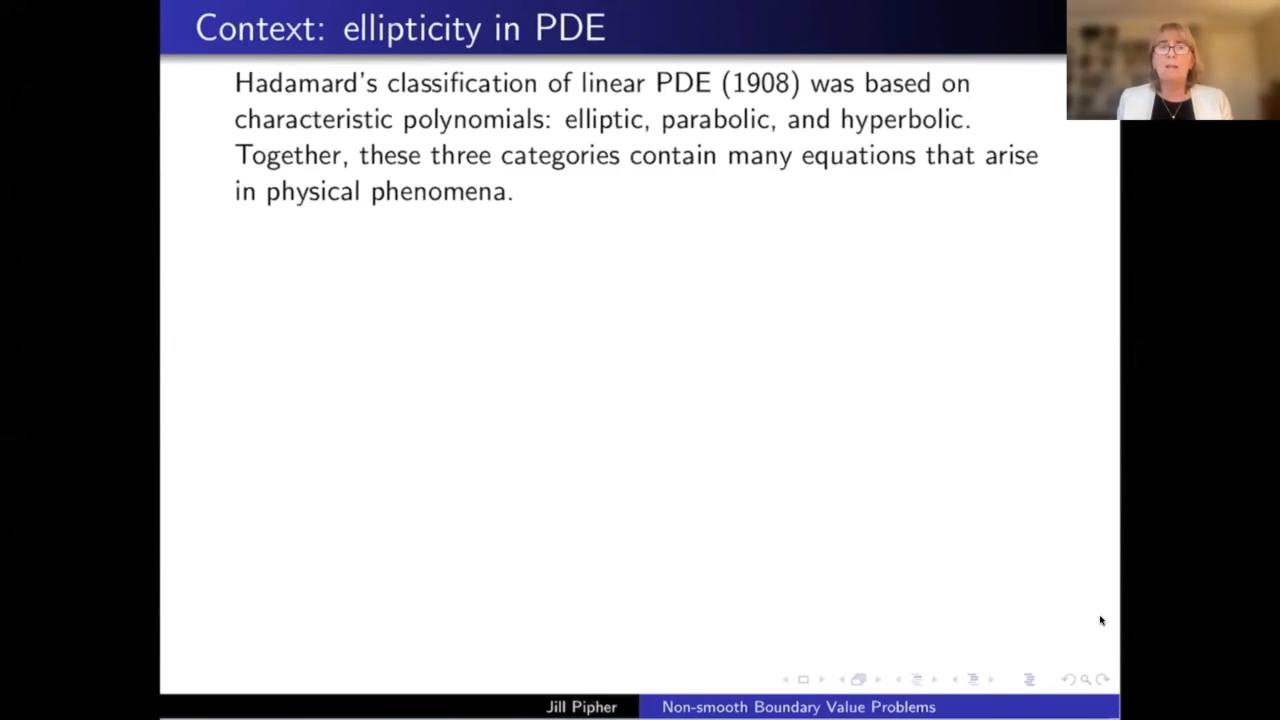 Context: ellipticity in PDE
Hadamard's classification of linear PDE (1908) was based on
characteristic polynomials: elliptic, parabolic, and hyperbolic.
Together, these three categories contain many equations that arise
in physical phenomena.
Jill Pipher
Non-smooth Boundary Value Problems